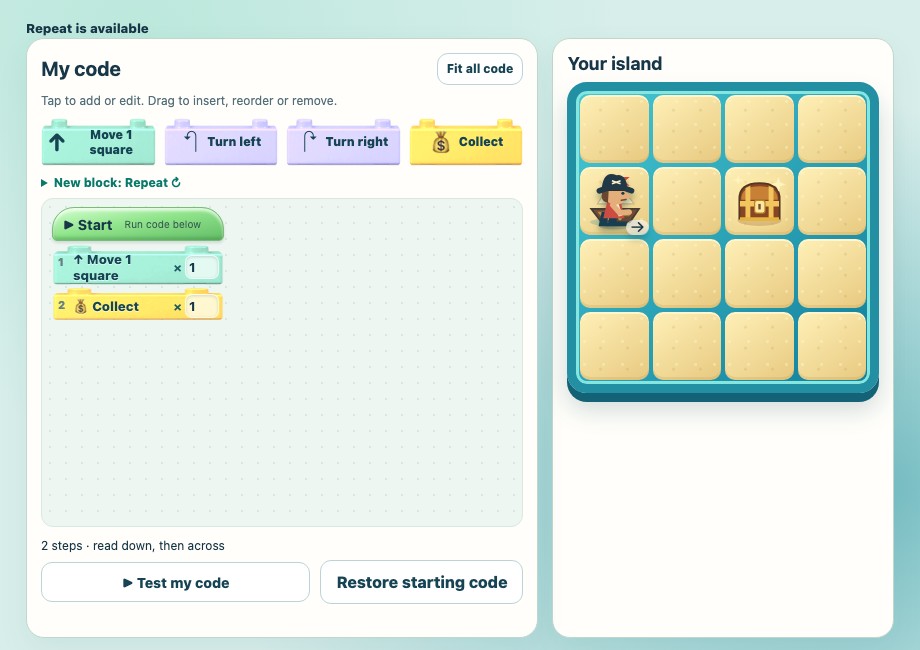 Repeat is available
My code
Fit all code
Tap to add or edit. Drag to insert, reorder or remove.
Move 1
square
Turn left
Turn right
Collect
New block: Repeat ↻
Start Run code below
1 ↑ Move 1
square × 1
2 Collect × 1
2 steps · read down, then across
Test my code
Restore starting code
Your island